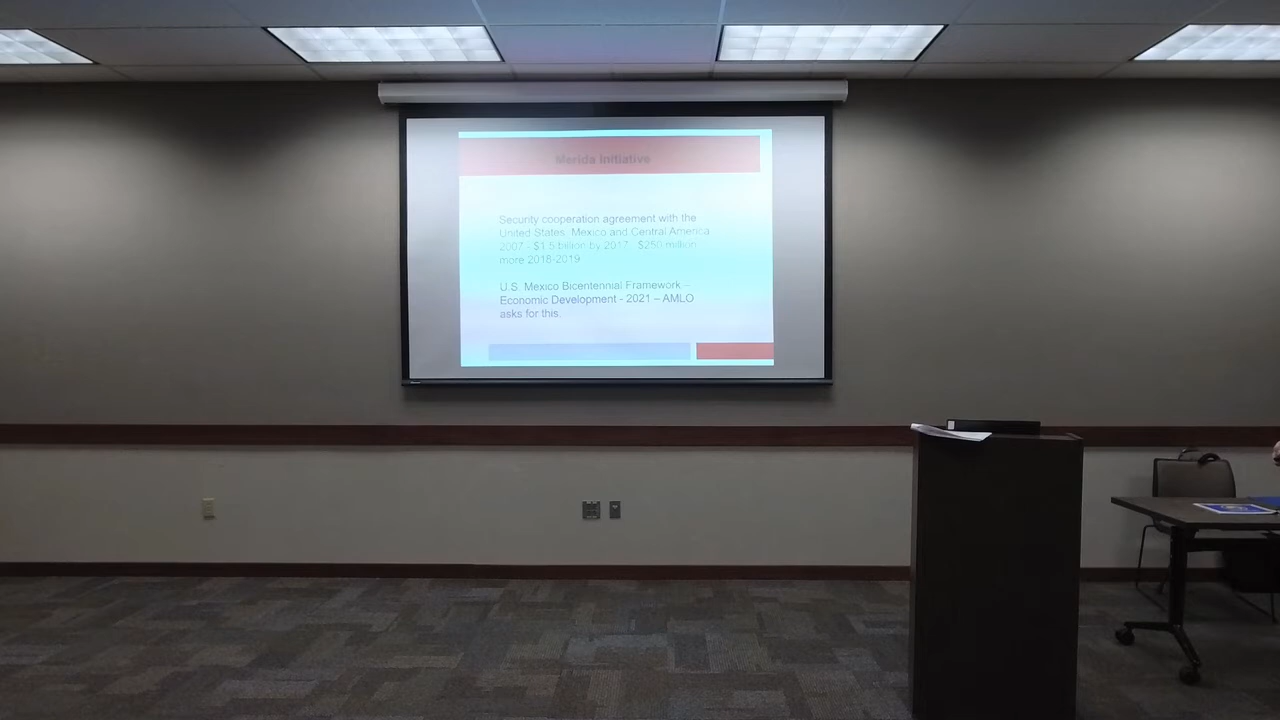 Merida Initiative
Security cooperation agreement with the
United States, Mexico and Central America
2007 - $1.5 billion by 2017 $250 million
more 2018-2019
U.S. Mexico Bicentennial Framework –
Economic Development - 2021 – AMLO
asks for this.